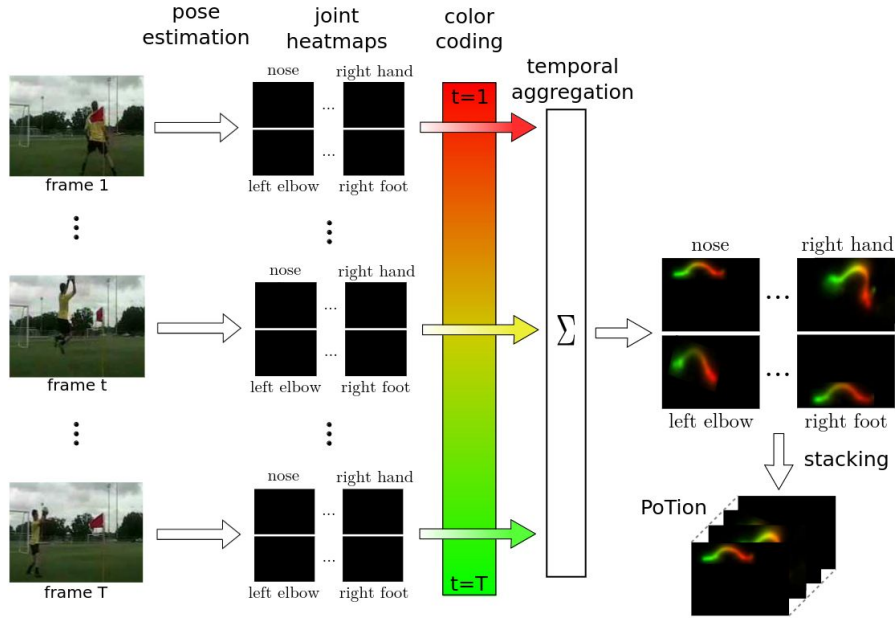 pose
estimation
joint
heatmaps
color
coding
temporal
aggregation
nose
right hand
...
...
left elbow
right foot
frame 1
t=1
nose
right hand
...
...
left elbow
right foot
frame t
nose
right hand
...
...
left elbow
right foot
frame T
t=T
Σ
nose
right hand
...
...
left elbow
right foot
stacking
PoTion